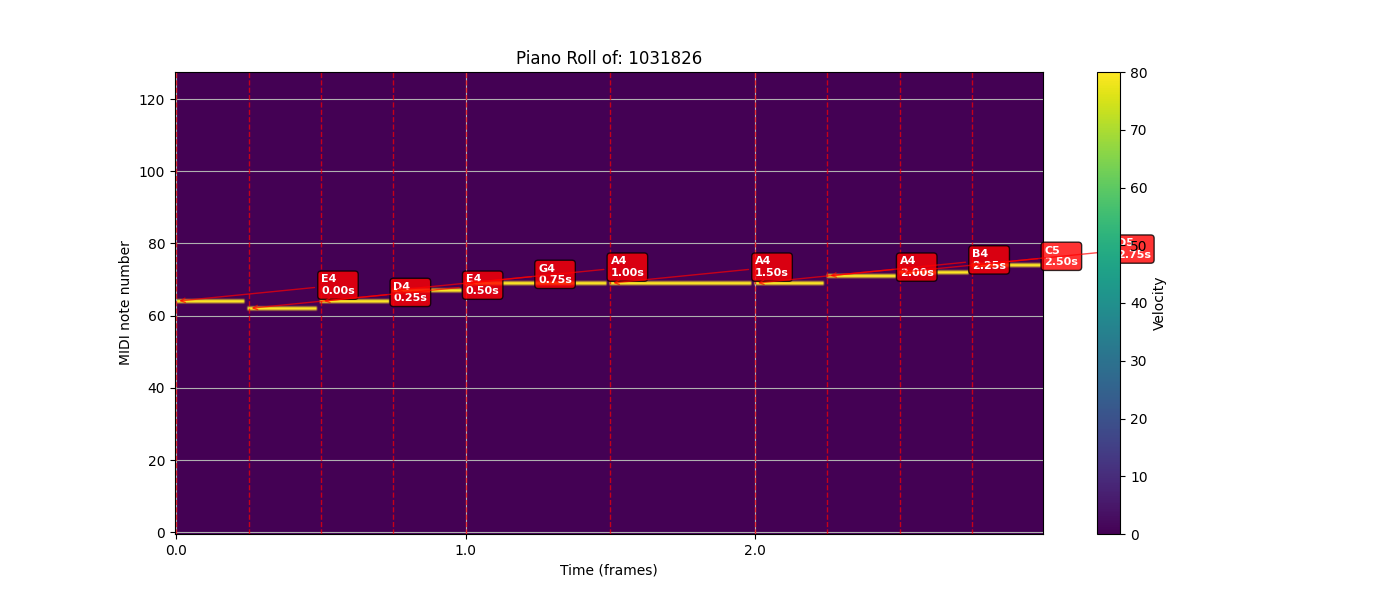 Piano Roll of: 1031826
MIDI note number
120
100
80
60
40
20
0
E4
0.00s
D4
0.25s
E4
0.50s
G4
0.75s
A4
1.00s
A4
1.50s
A4
2.00s
B4
2.25s
C5
2.50s
D5
2.75s
0.0
1.0
2.0
Time (frames)
80
70
60
50
40
30
20
10
0
Velocity